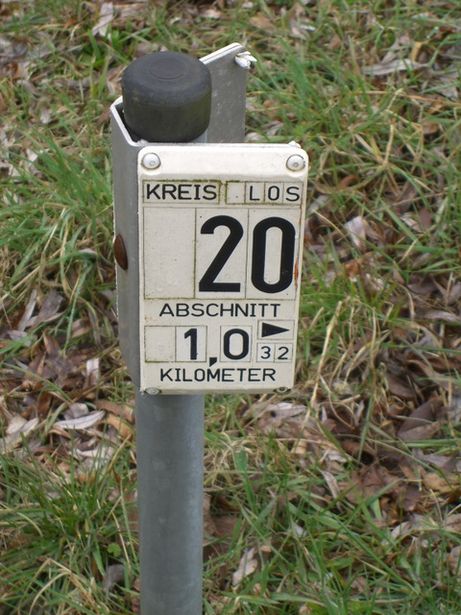 KREIS LOS
20
ABSCHNITT
1,0 ▶ 32
KILOMETER